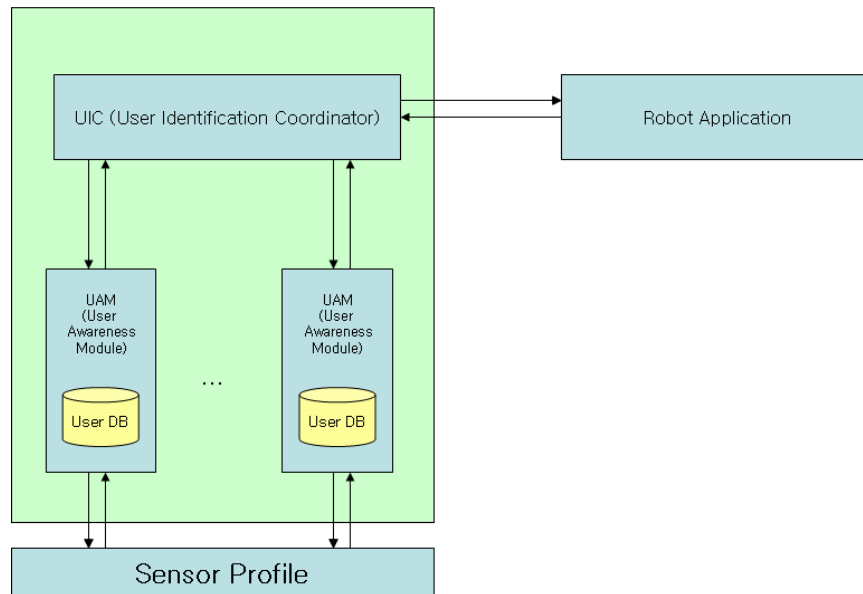 UIC (User Identification Coordinator)
Robot Application
UAM
(User
Awareness
Module)
User DB
...
UAM
(User
Awareness
Module)
User DB
Sensor Profile